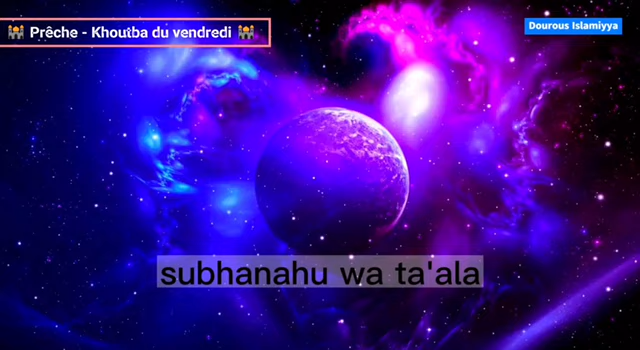 🕌 Prêche - Khoutba du vendredi 🕌
Dourous Islamiyya
subhanahu wa ta'ala